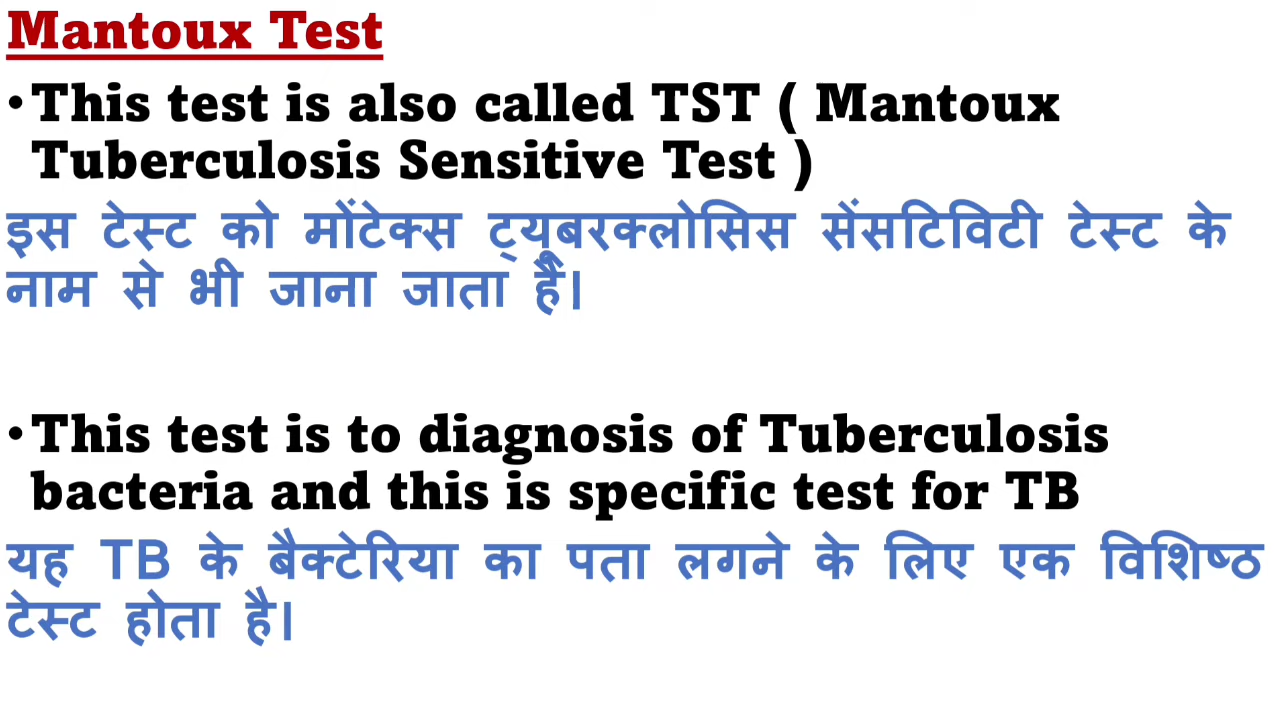 Mantoux Test
• This test is also called TST ( Mantoux
Tuberculosis Sensitive Test )
इस टेस्ट को मोंटेक्स ट्यूबरक्लोसिस सेंसटिविटी टेस्ट के
नाम से भी जाना जाता है।
• This test is to diagnosis of Tuberculosis
bacteria and this is specific test for TB
यह TB के बैक्टेरिया का पता लगने के लिए एक विशिष्ठ
टेस्ट होता है।